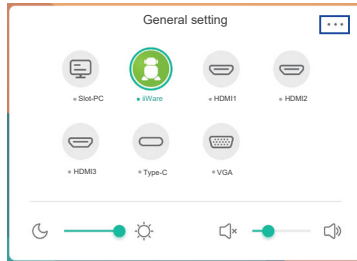 General setting
Slot-PC
iiWare
HDMI1
HDMI2
HDMI3
Type-C
VGA